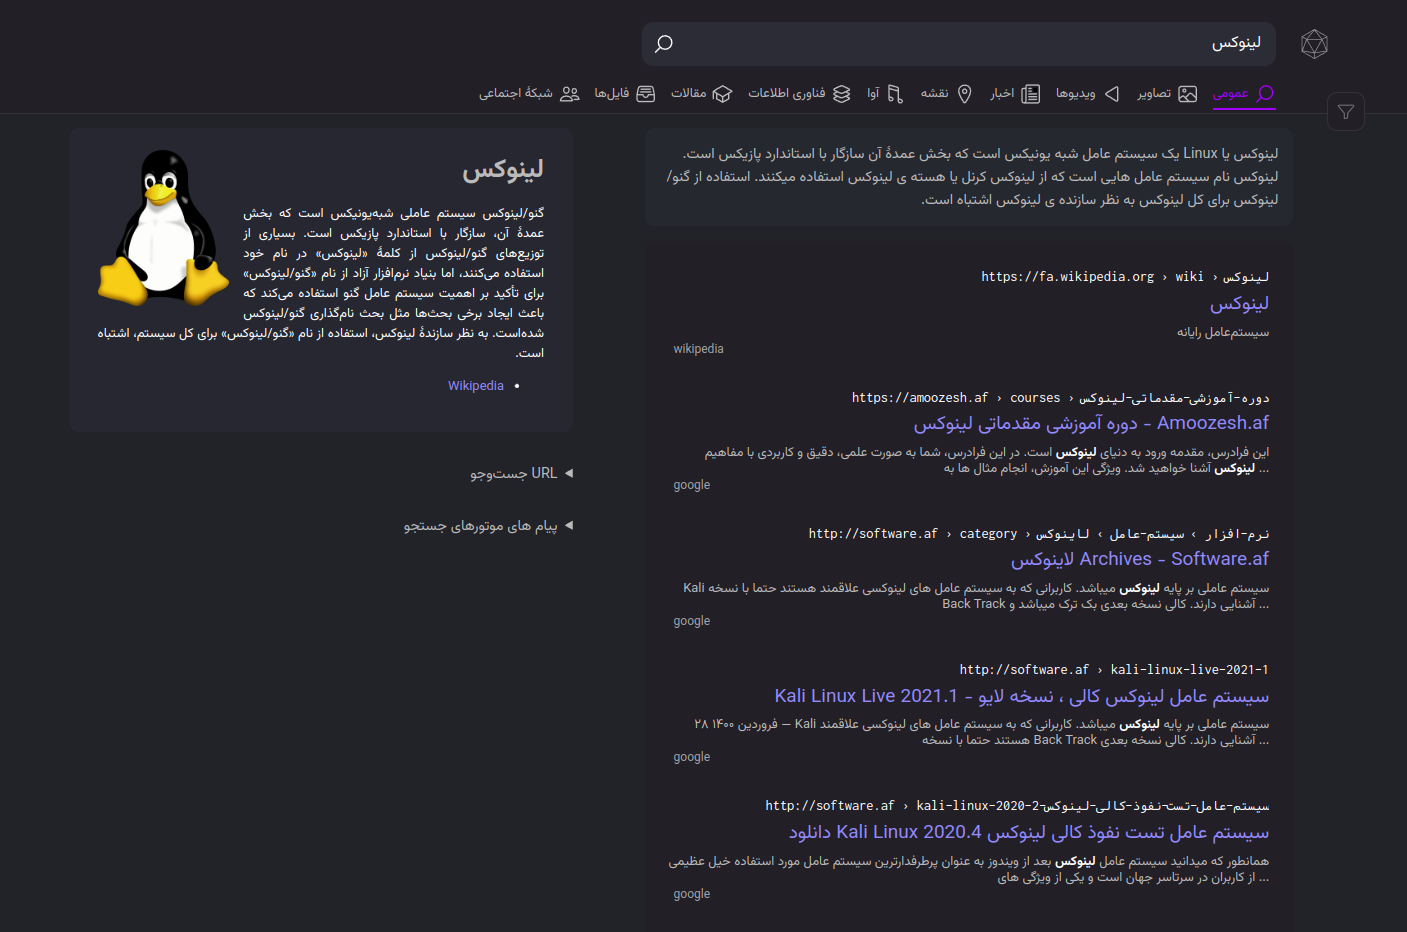 لینوکس
عمومی
تصاویر
ویدیوها
اخبار
نقشه
آوا
فناوری اطلاعات
مقالات
فایل‌ها
شبکهٔ اجتماعی
لینوکس یا Linux یک سیستم عامل شبه یونیکس است که بخش عمدهٔ آن سازگار با استاندارد پازیکس است.
لینوکس نام سیستم عامل هایی است که از لینوکس کرنل یا هسته ی لینوکس استفاده میکنند. استفاده از گنو/
لینوکس برای کل لینوکس به نظر سازنده ی لینوکس اشتباه است.
https://fa.wikipedia.org › wiki › لینوکس
لینوکس
سیستم‌عامل رایانه
wikipedia
https://amoozesh.af › courses › دوره-آموزشی-مقدماتی-لینوکس
دوره آموزشی مقدماتی لینوکس - Amoozesh.af
این فرادرس، مقدمه ورود به دنیای لینوکس است. در این فرادرس، شما به صورت علمی، دقیق و کاربردی با مفاهیم
لینوکس آشنا خواهید شد. ویژگی این آموزش، انجام مثال ها به ...
google
http://software.af › category › نرم-افزار › سیستم-عامل › لاینوکس
لاینوکس Archives - Software.af
سیستم عاملی بر پایه لینوکس میباشد. کاربرانی که به سیستم عامل های لینوکسی علاقمند هستند حتما با نسخه Kali
آشنایی دارند. کالی نسخه بعدی بک ترک میباشد و Back Track ...
google
http://software.af › kali-linux-live-2021-1
سیستم عامل لینوکس کالی ، نسخه لایو - Kali Linux Live 2021.1
سیستم عاملی بر پایه لینوکس میباشد. کاربرانی که به سیستم عامل های لینوکسی علاقمند Kali — ۲۸ فروردین ۱۴۰۰
هستند حتما با نسخه Back Track آشنایی دارند. کالی نسخه بعدی ...
google
http://software.af › kali-linux-2020-2-سیستم-عامل-تست-نفوذ-کالی-لینوکس
دانلود Kali Linux 2020.4 سیستم عامل تست نفوذ کالی لینوکس
همانطور که میدانید سیستم عامل لینوکس بعد از ویندوز به عنوان پرطرفدارترین سیستم عامل مورد استفاده خیل عظیمی
از کاربران در سرتاسر جهان است و یکی از ویژگی های ...
google
لینوکس
گنو/لینوکس سیستم عاملی شبه‌یونیکس است که بخش
عمدهٔ آن، سازگار با استاندارد پازیکس است. بسیاری از
توزیع‌های گنو/لینوکس از کلمهٔ «لینوکس» در نام خود
استفاده می‌کنند، اما بنیاد نرم‌افزار آزاد از نام «گنو/لینوکس»
برای تأکید بر اهمیت سیستم عامل گنو استفاده می‌کند که
باعث ایجاد برخی بحث‌ها مثل بحث نام‌گذاری گنو/لینوکس
شده‌است. به نظر سازندهٔ لینوکس، استفاده از نام «گنو/لینوکس» برای کل سیستم، اشتباه
است.
Wikipedia
URL جست‌وجو
پیام های موتورهای جستجو